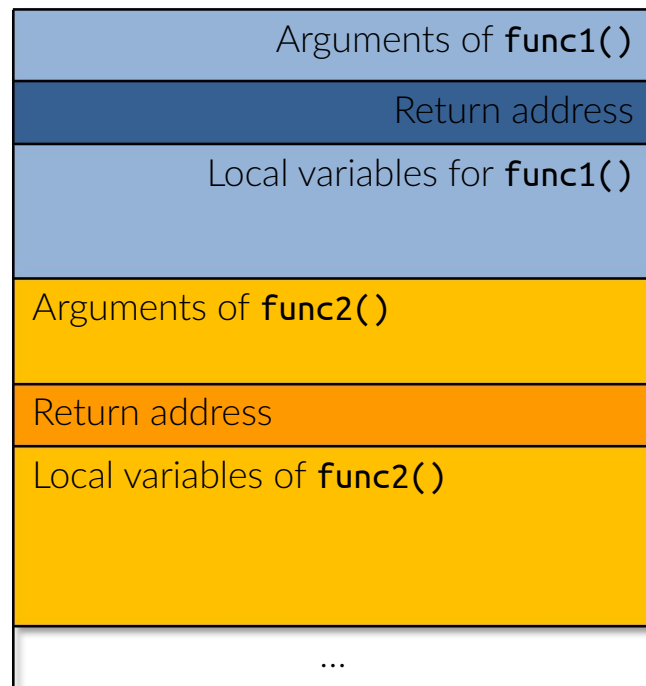 Arguments of func1()
Return address
Local variables for func1()
Arguments of func2()
Return address
Local variables of func2()
...